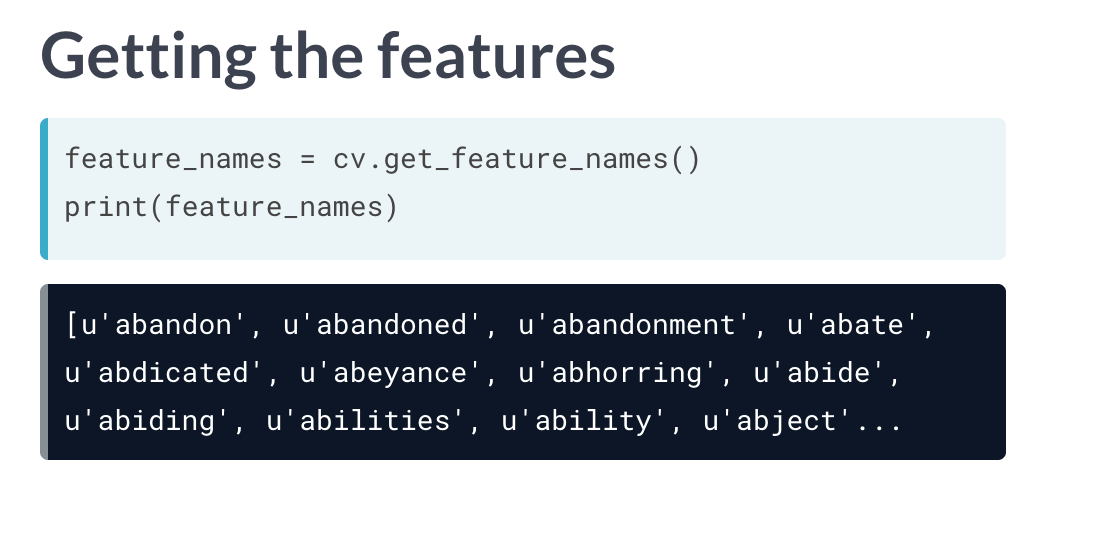 Getting the features
feature_names = cv.get_feature_names()
print(feature_names)
[u'abandon', u'abandoned', u'abandonment', u'abate',
u'abdicated', u'abeyance', u'abhorring', u'abide',
u'abiding', u'abilities', u'ability', u'abject'...